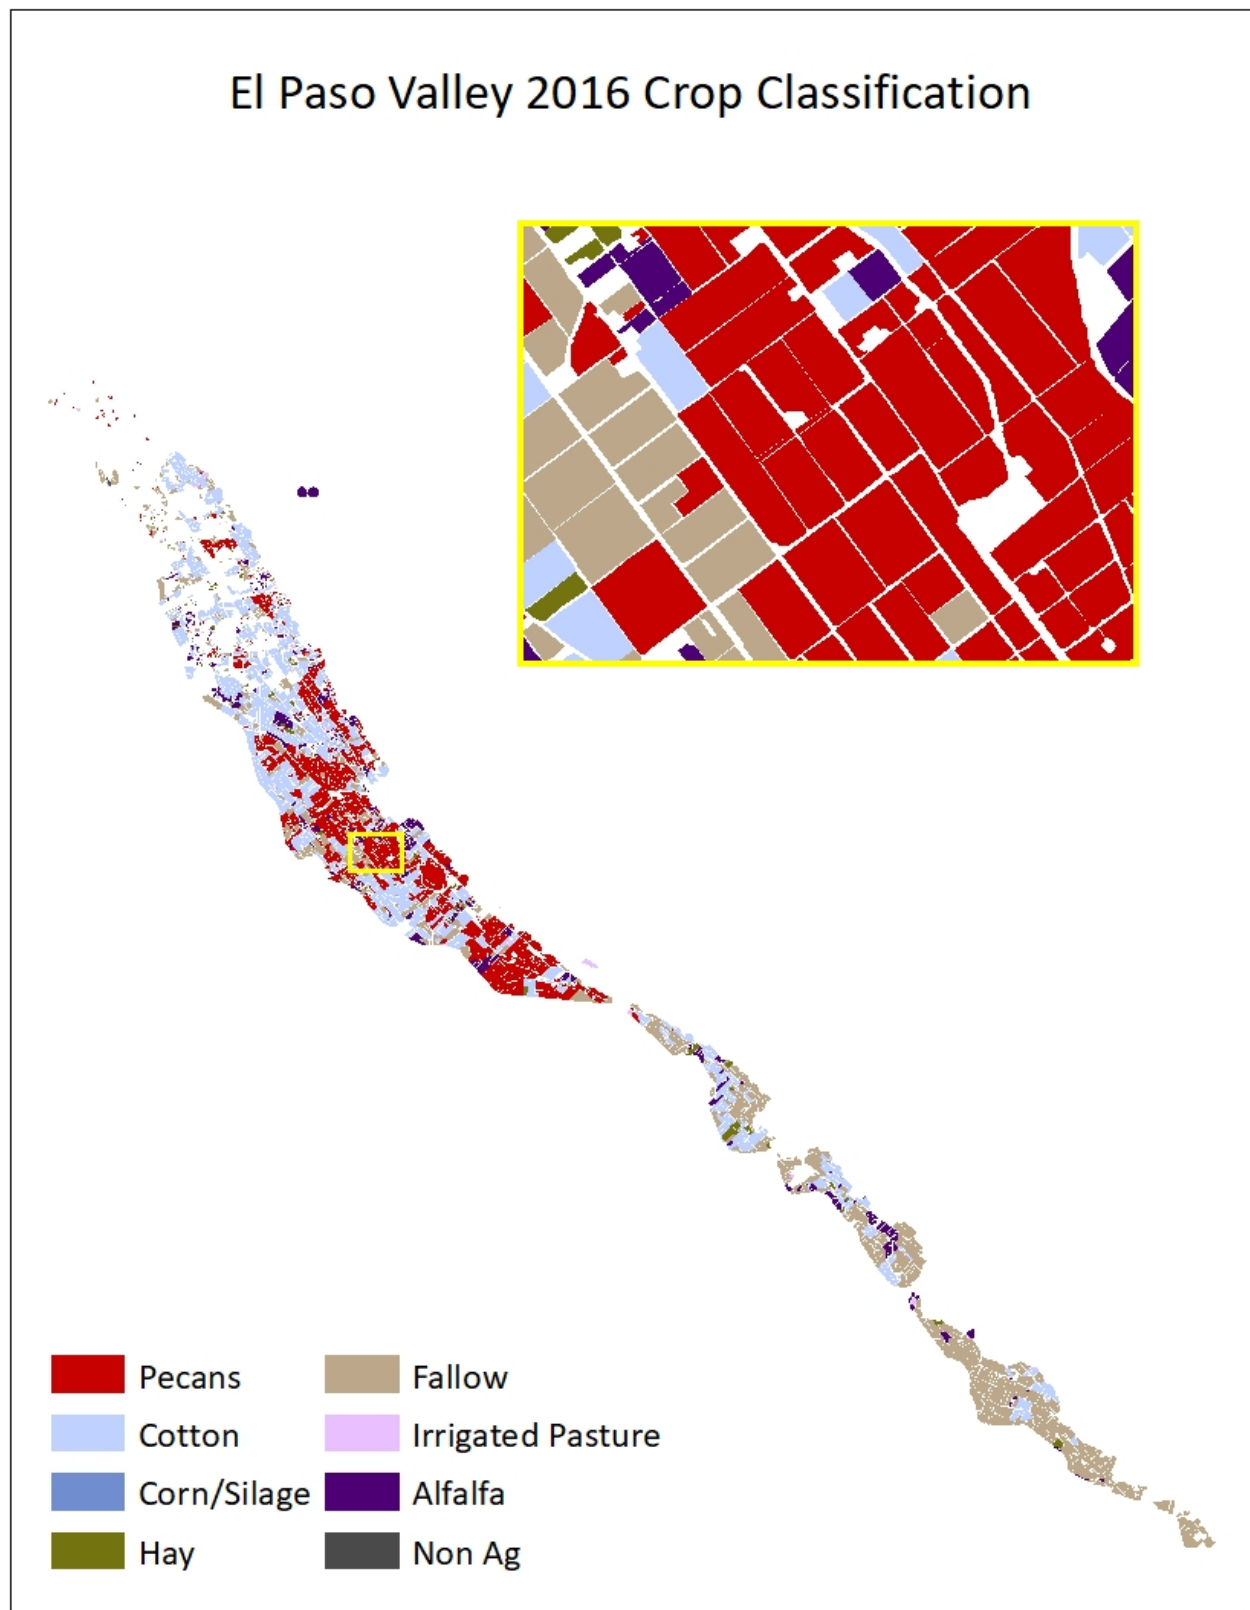 El Paso Valley 2016 Crop Classification
Pecans
Cotton
Corn/Silage
Hay
Fallow
Irrigated Pasture
Alfalfa
Non Ag